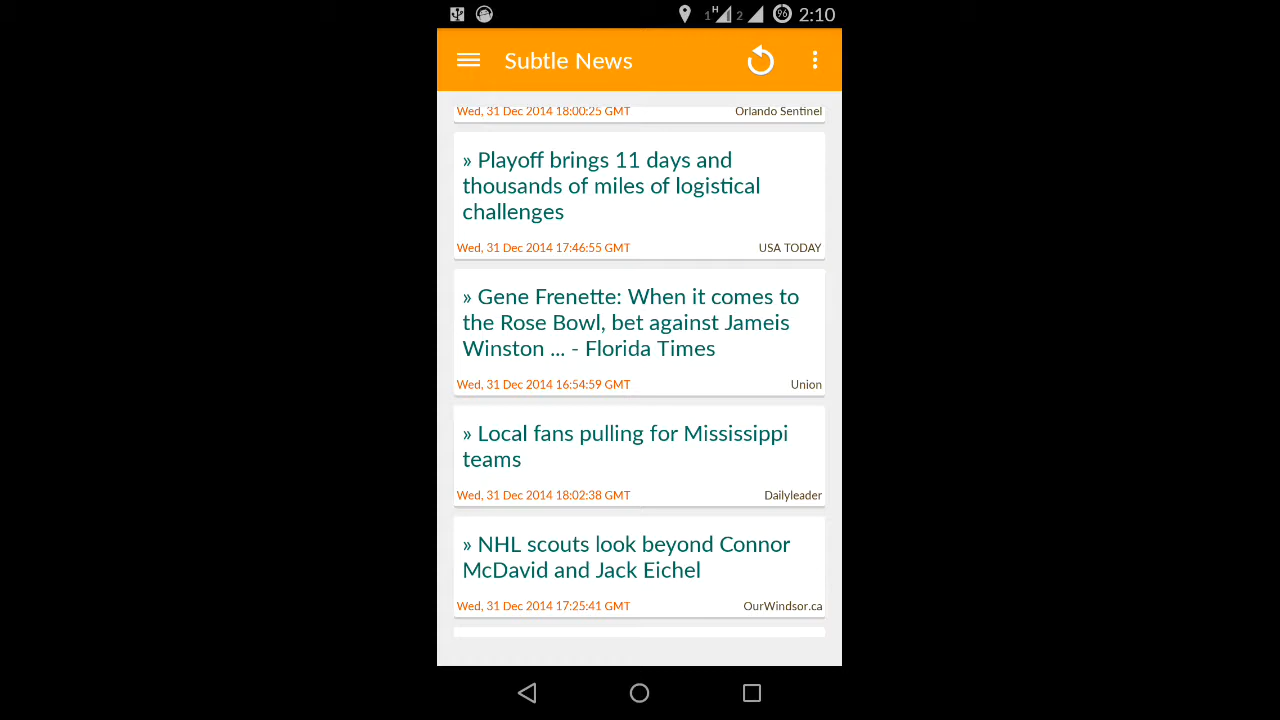 1 H 2 96 2:10
Subtle News
Wed, 31 Dec 2014 18:00:25 GMT Orlando Sentinel
» Playoff brings 11 days and
thousands of miles of logistical
challenges
Wed, 31 Dec 2014 17:46:55 GMT USA TODAY
» Gene Frenette: When it comes to
the Rose Bowl, bet against Jameis
Winston ... - Florida Times
Wed, 31 Dec 2014 16:54:59 GMT Union
» Local fans pulling for Mississippi
teams
Wed, 31 Dec 2014 18:02:38 GMT Dailyleader
» NHL scouts look beyond Connor
McDavid and Jack Eichel
Wed, 31 Dec 2014 17:25:41 GMT OurWindsor.ca